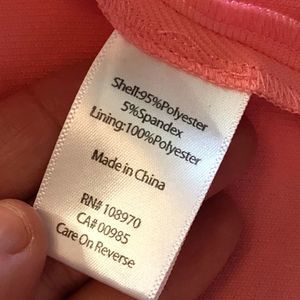 Shell:95%Polyester
5%Spandex
Lining:100%Polyester
Made in China
RN# 108970
CA# 00985
Care On Reverse